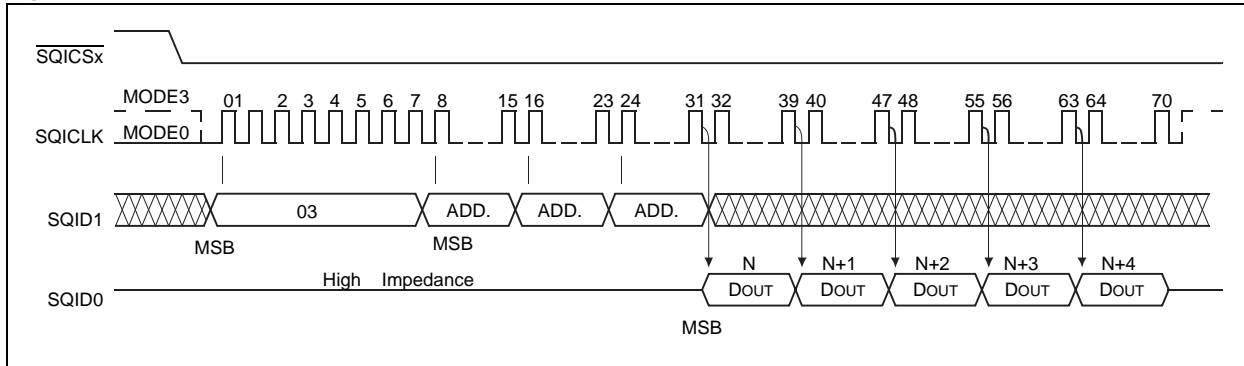 SQICSx
MODE3
01 2 3 4 5 6 7 8 15 16 23 24 31 32 39 40 47 48 55 56 63 64 70
SQICLK MODE0
SQID1 03 ADD. ADD. ADD.
MSB MSB
N N+1 N+2 N+3 N+4
High Impedance
SQID0 DOUT DOUT DOUT DOUT DOUT
MSB